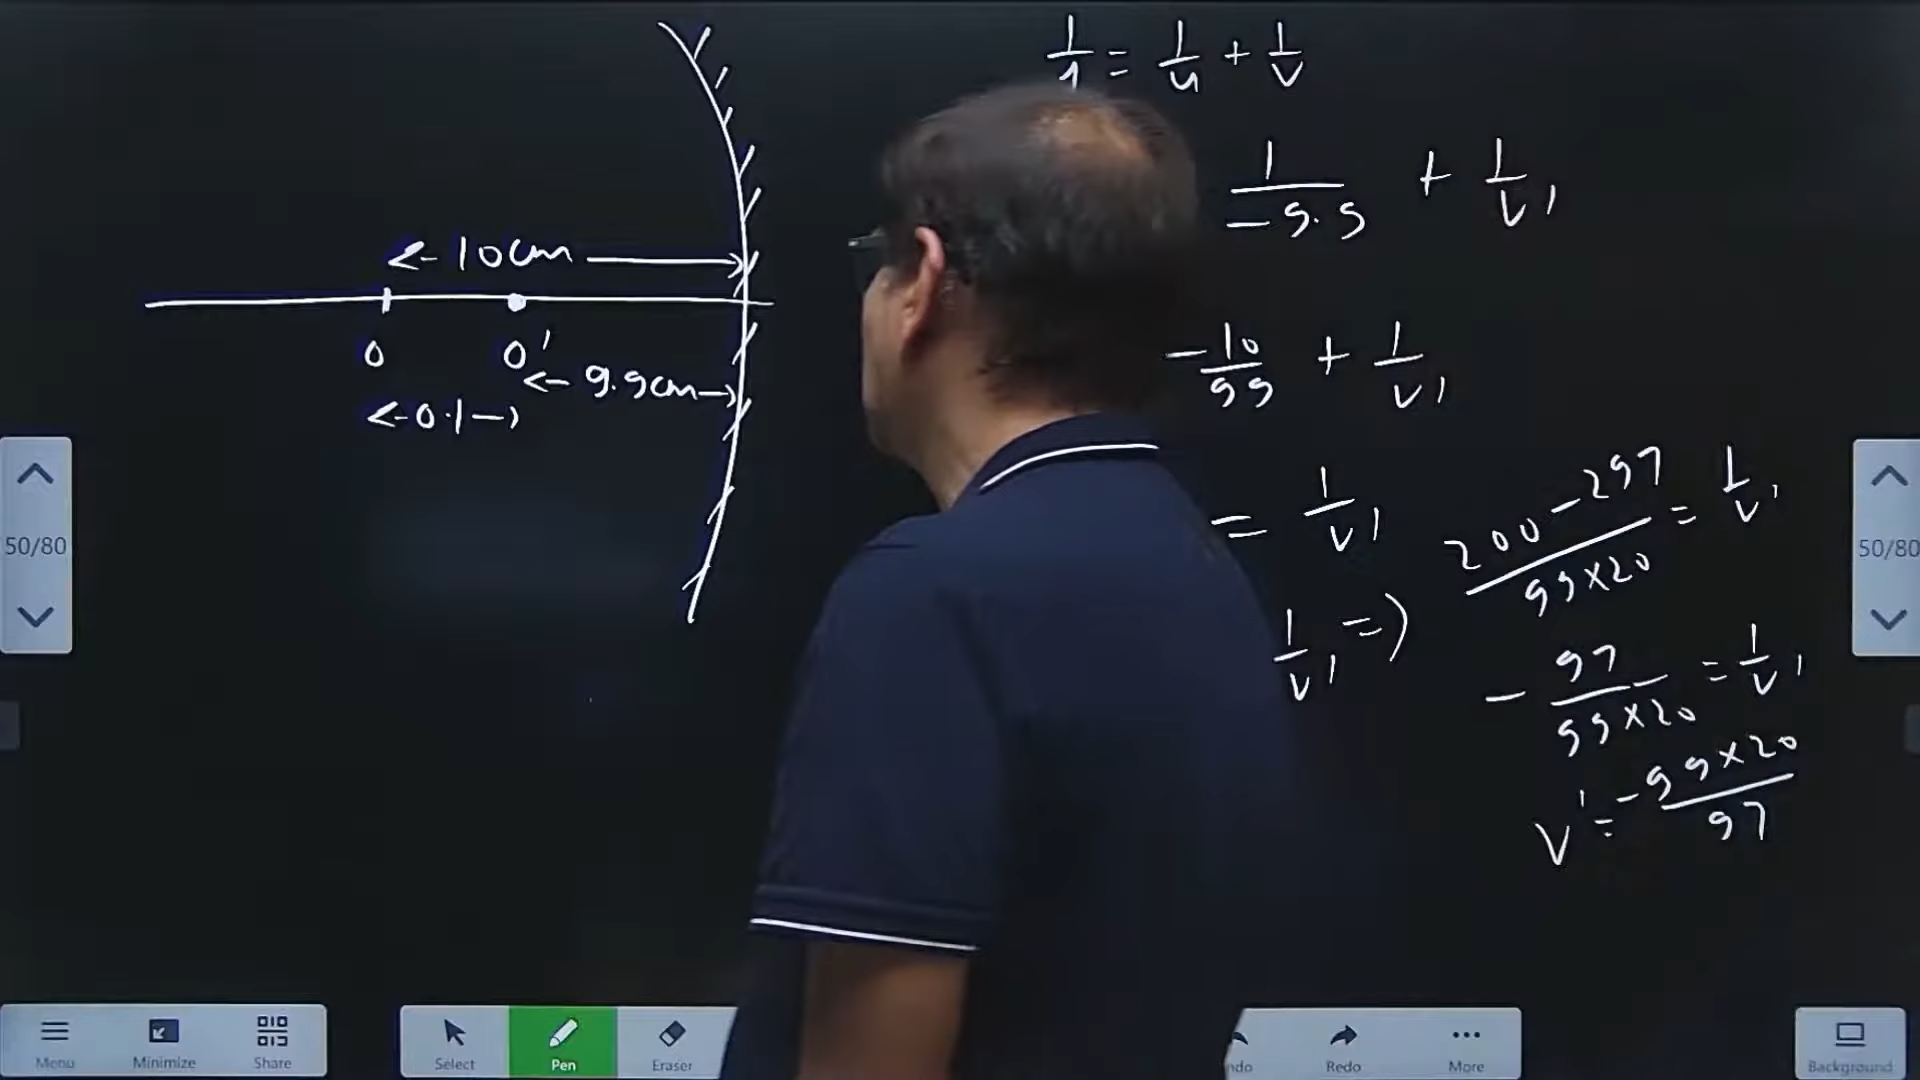 1/f = 1/u + 1/v
1/-9.9 + 1/v'
-10/99 + 1/v'
= 1/v'
200-297/99×20 = 1/v'
1/v' =>
-97/99×20 = 1/v'
v' = -99×20/97
<-10cm->
O
O'
<-9.9cm->
<-0.1->
50/80
50/80
Menu
Minimize
Share
Select
Pen
Eraser
ndo
Redo
More
Background